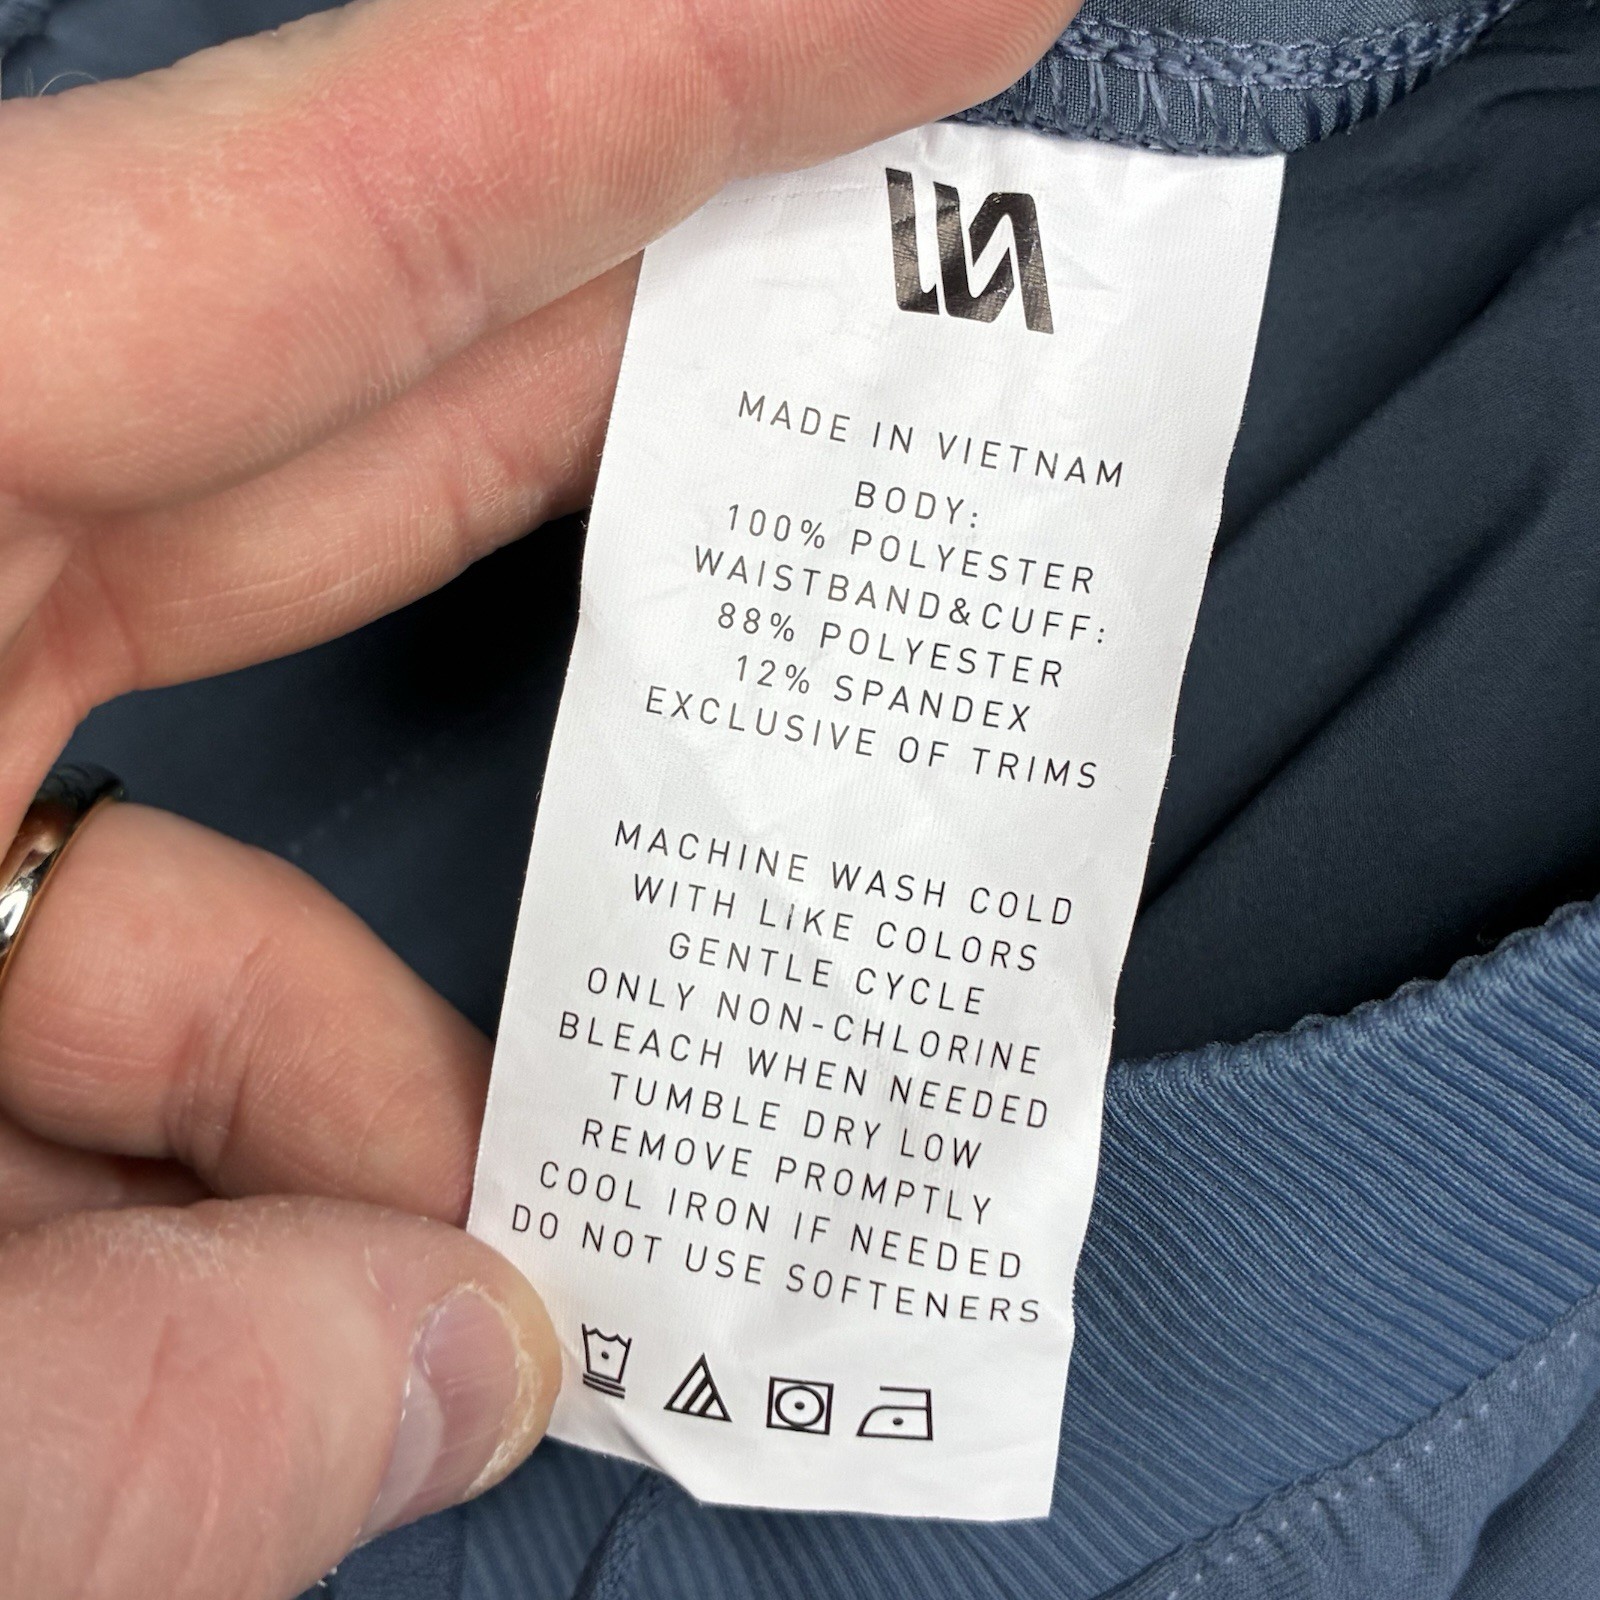 MADE IN VIETNAM
BODY:
100% POLYESTER
WAISTBAND&CUFF:
88% POLYESTER
12% SPANDEX
EXCLUSIVE OF TRIMS
MACHINE WASH COLD
WITH LIKE COLORS
GENTLE CYCLE
ONLY NON-CHLORINE
BLEACH WHEN NEEDED
TUMBLE DRY LOW
REMOVE PROMPTLY
COOL IRON IF NEEDED
DO NOT USE SOFTENERS